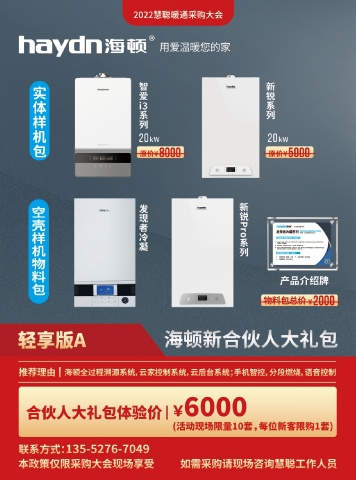 2022慧聪暖通采购大会
haydn海顿® 用爱温暖您的家
实体样机包
智爱i3系列
20kW
原价¥8000
新锐系列
20kW
原价¥5000
空壳样机物料包
发现者冷凝
新锐Pro系列
产品介绍牌
物料包总价¥2000
轻享版A
海顿新合伙人大礼包
推荐理由｜海顿全过程溯源系统,云家控制系统,云后台系统;手机智控,分段燃烧,语音控制
合伙人大礼包体验价｜¥6000
(活动现场限量10套,每位新客限购1套)
联系方式：135-5276-7049
本政策仅限采购大会现场享受 如需采购请现场咨询慧聪工作人员